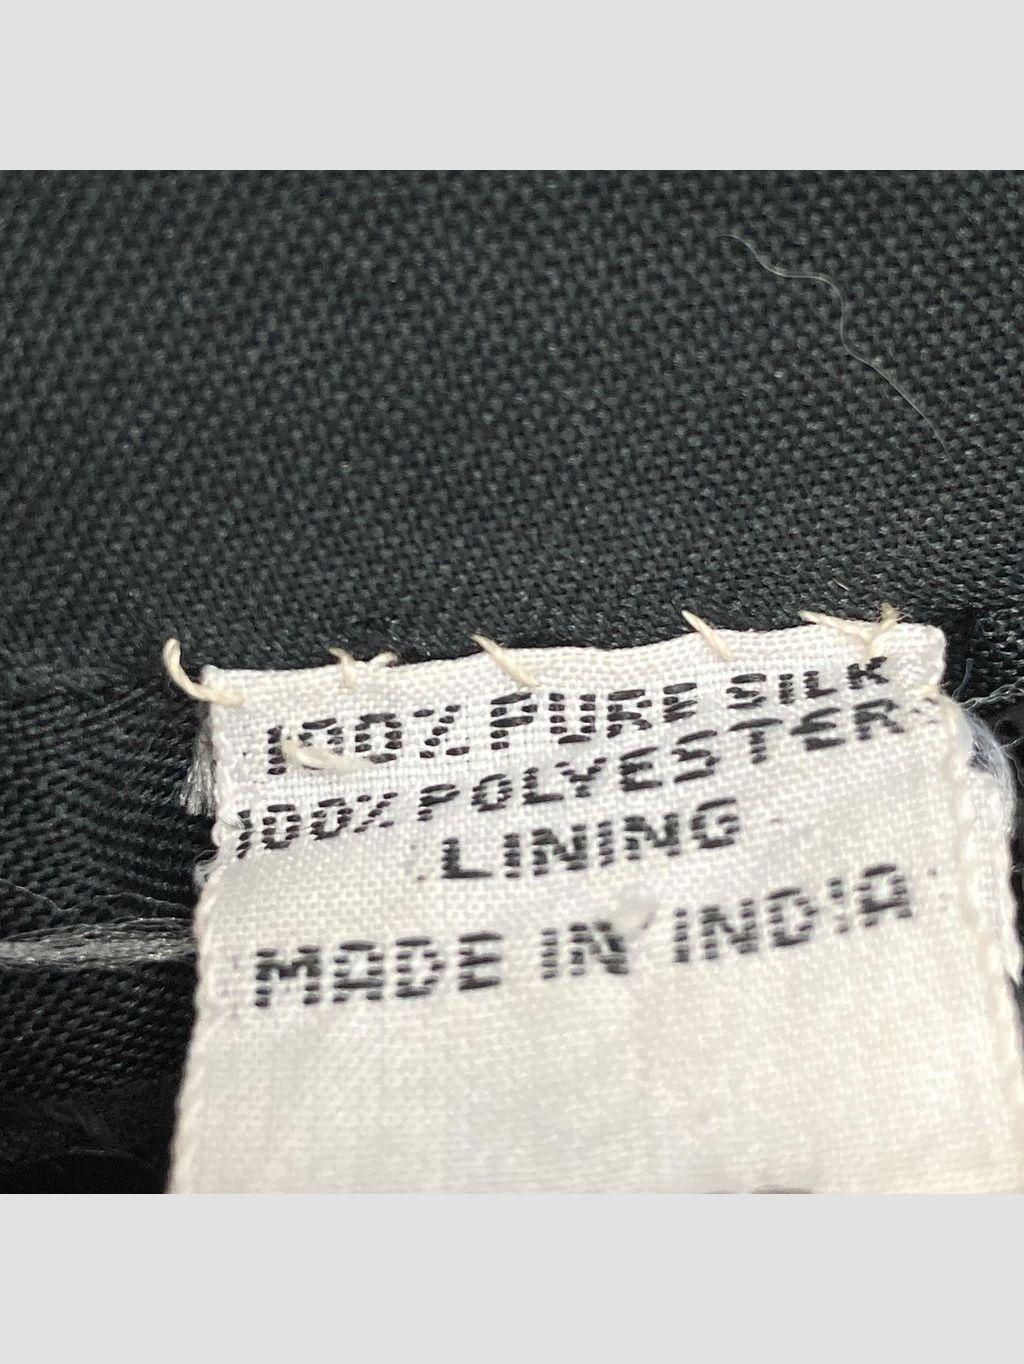 100% PURE SILK
100% POLYESTER
LINING
MADE IN INDIA